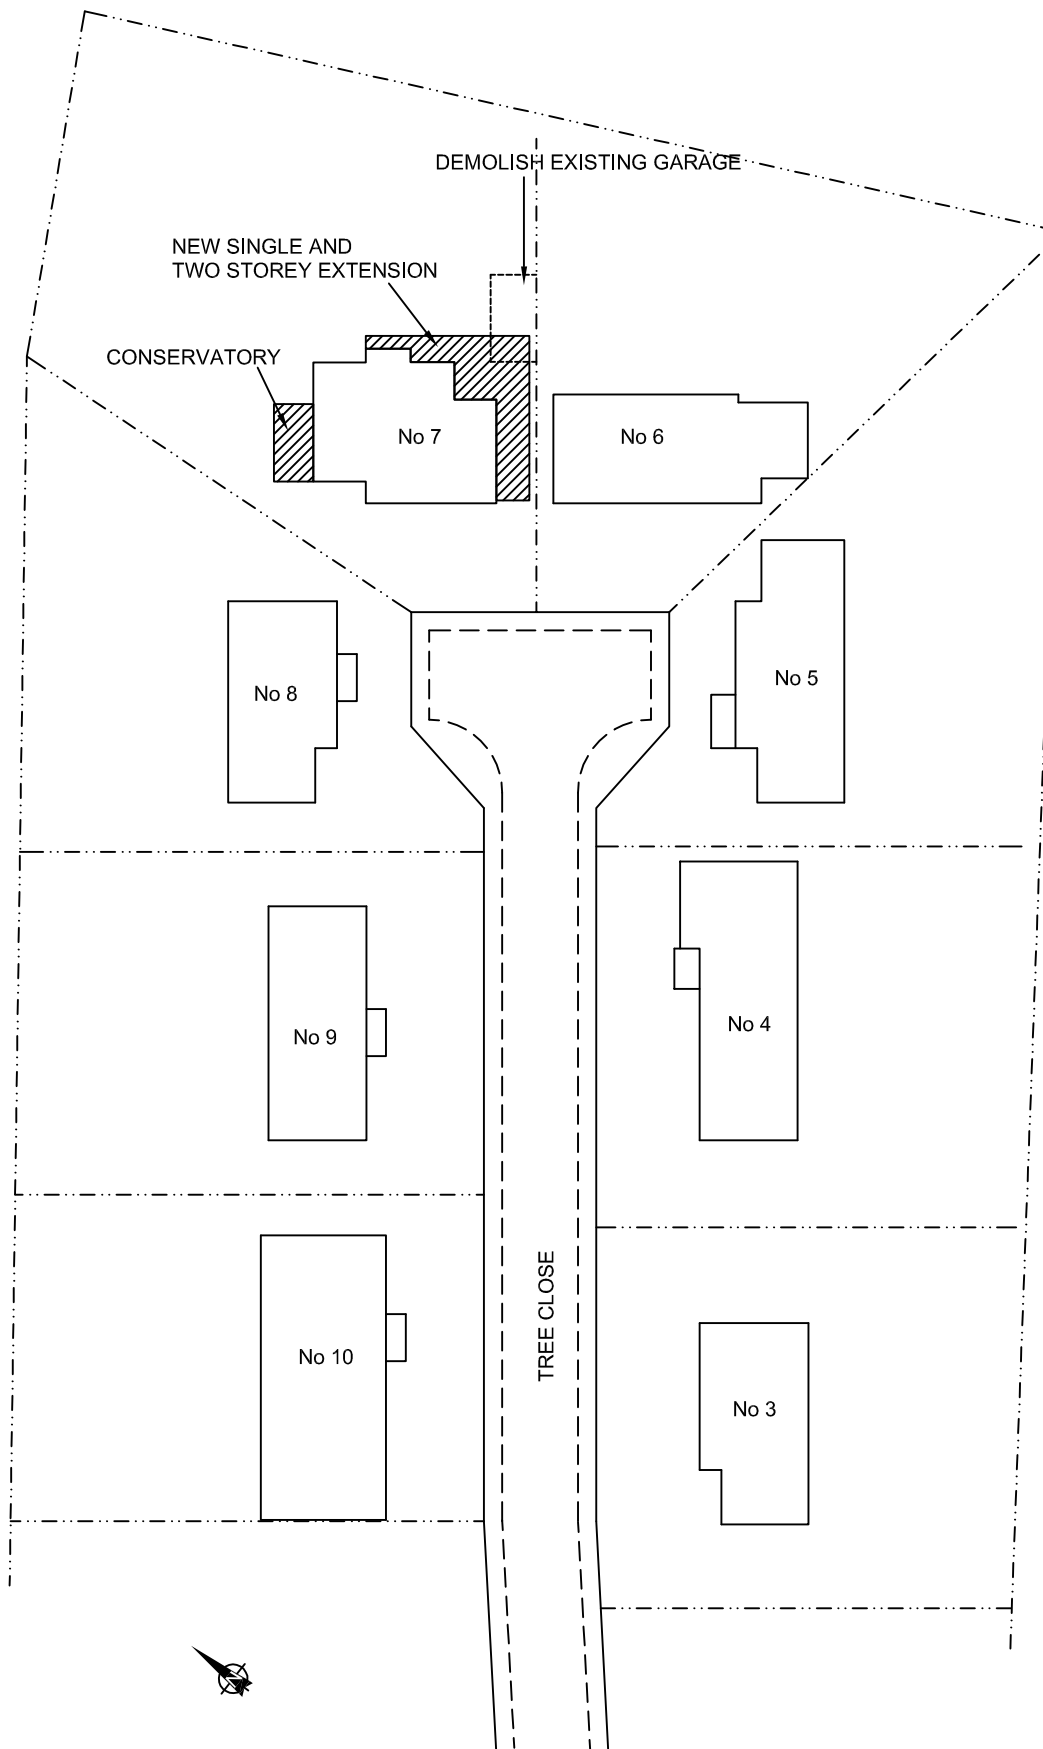 DEMOLISH EXISTING GARAGE
NEW SINGLE AND
TWO STOREY EXTENSION
CONSERVATORY
No 7
No 6
No 8
No 5
No 9
No 4
TREE CLOSE
No 10
No 3